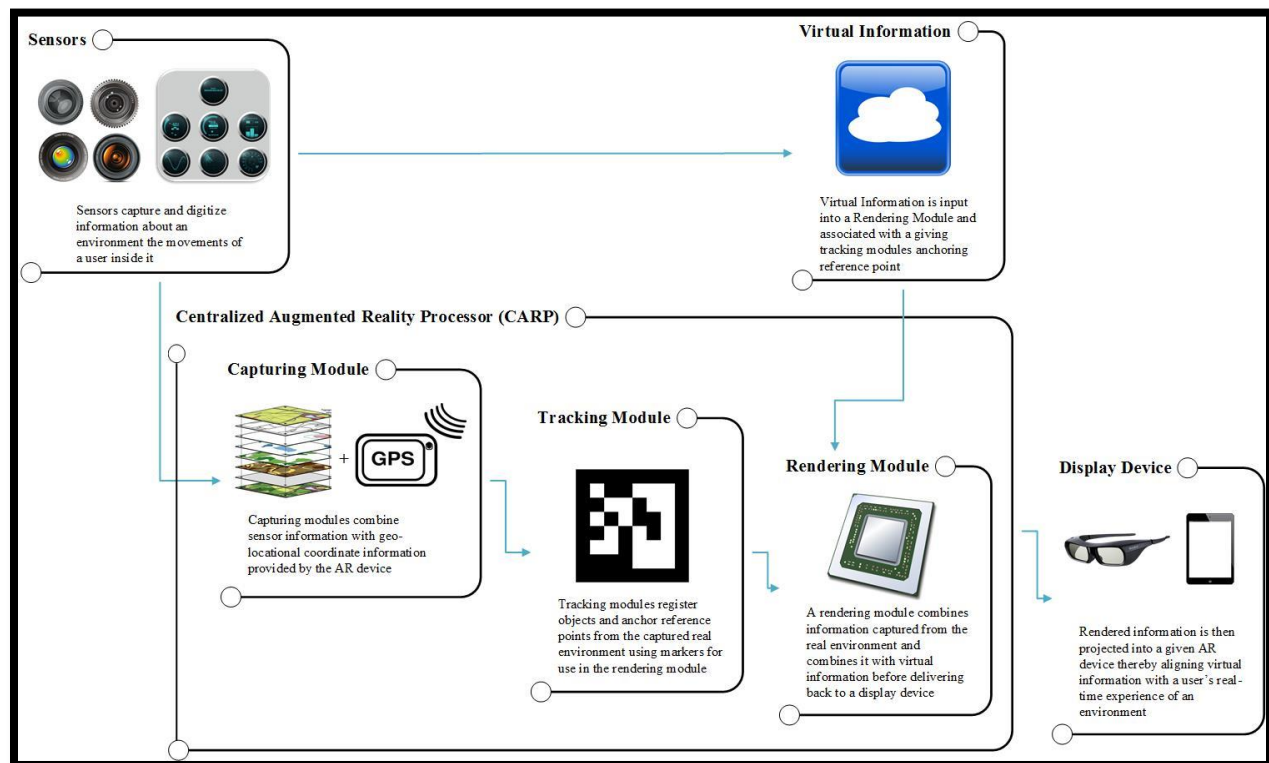 Sensors
Sensors capture and digitize
information about an
environment the movements of
a user inside it
Virtual Information
Virtual Information is input
into a Rendering Module and
associated with a giving
tracking modules anchoring
reference point
Centralized Augmented Reality Processor (CARP)
Capturing Module
+
GPS
Capturing modules combine
sensor information with geo-
locational coordinate information
provided by the AR device
Tracking Module
Tracking modules register
objects and anchor reference
points from the captured real
environment using markers for
use in the rendering module
Rendering Module
A rendering module combines
information captured from the
real environment and
combines it with virtual
information before delivering
back to a display device
Display Device
Rendered information is then
projected into a given AR
device thereby aligning virtual
information with a user’s real-
time experience of an
environment